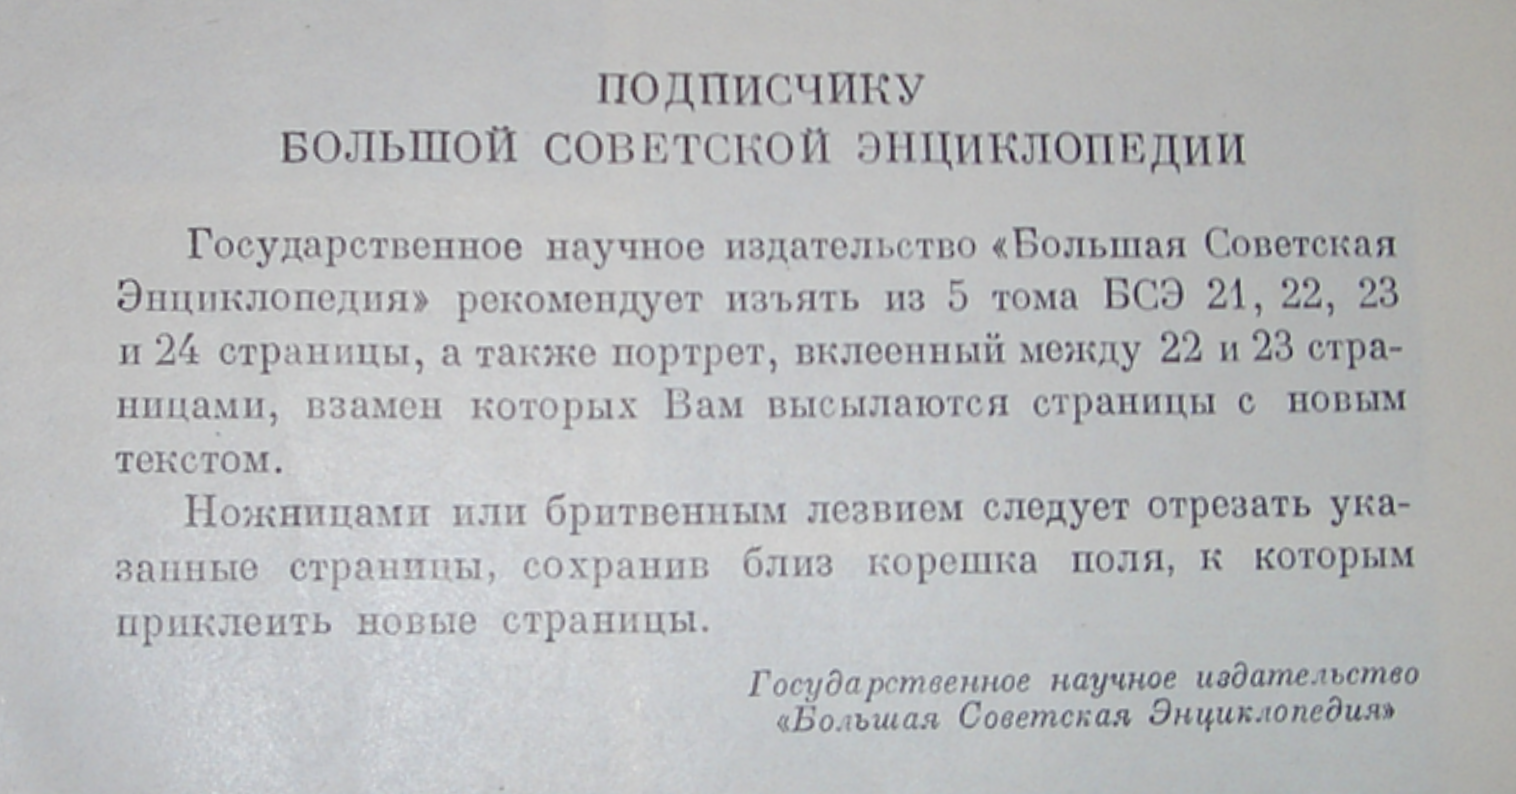 ПОДПИСЧИКУ
БОЛЬШОЙ СОВЕТСКОЙ ЭНЦИКЛОПЕДИИ
Государственное научное издательство «Большая Советская
Энциклопедия» рекомендует изъять из 5 тома БСЭ 21, 22, 23
и 24 страницы, а также портрет, вклеенный между 22 и 23 стра-
ницами, взамен которых Вам высылаются страницы с новым
текстом.
Ножницами или бритвенным лезвием следует отрезать ука-
занные страницы, сохранив близ корешка поля, к которым
приклеить новые страницы.
Государственное научное издательство
«Большая Советская Энциклопедия»